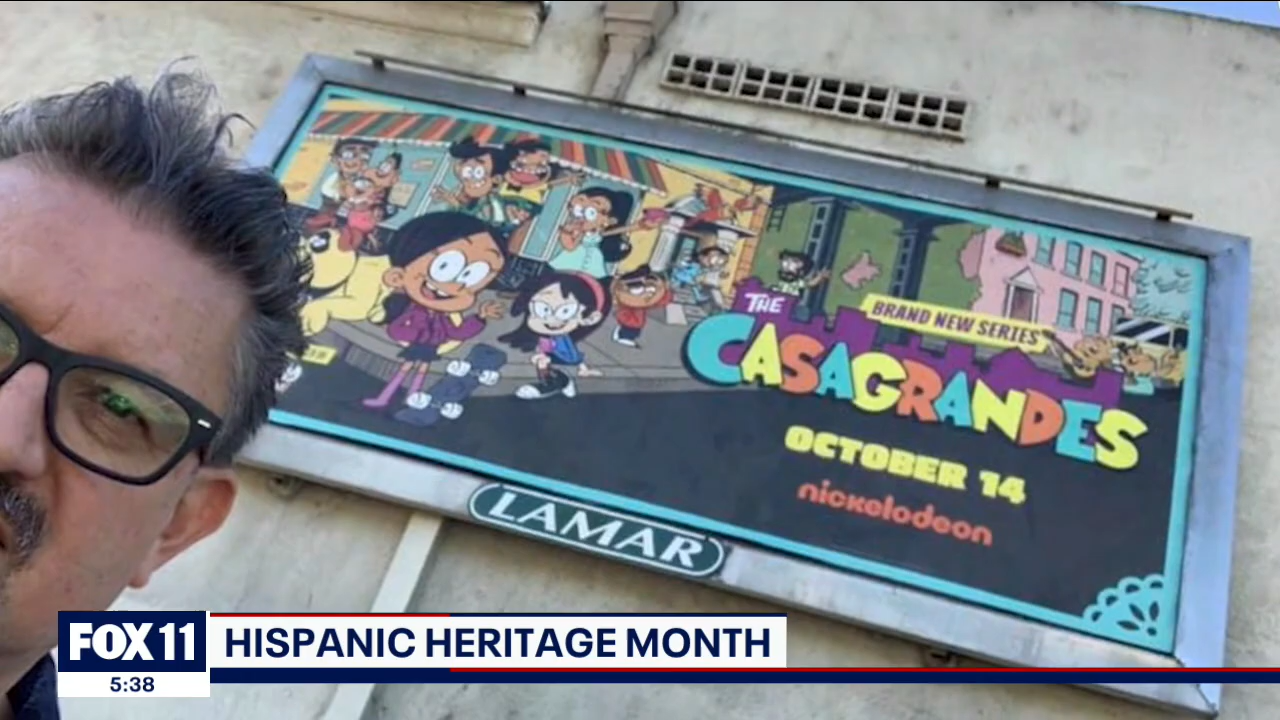 THE
BRAND NEW SERIES
CASAGRANDES
OCTOBER 14
nickelodeon
LAMAR
FOX 11
HISPANIC HERITAGE MONTH
5:38